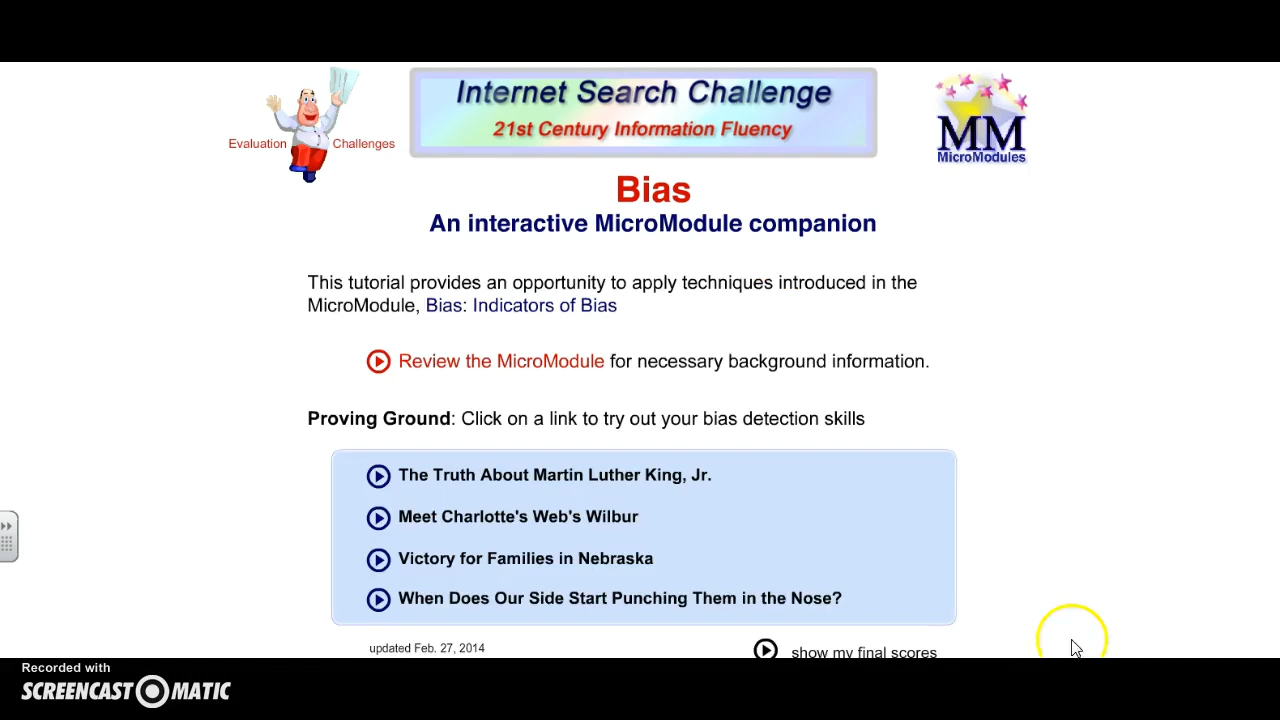 Evaluation Challenges
Internet Search Challenge
21st Century Information Fluency
MM
MicroModules
Bias
An interactive MicroModule companion
This tutorial provides an opportunity to apply techniques introduced in the
MicroModule, Bias: Indicators of Bias
Review the MicroModule for necessary background information.
Proving Ground: Click on a link to try out your bias detection skills
The Truth About Martin Luther King, Jr.
Meet Charlotte's Web's Wilbur
Victory for Families in Nebraska
When Does Our Side Start Punching Them in the Nose?
updated Feb. 27, 2014
show my final scores
Recorded with
SCREENCAST MATIC